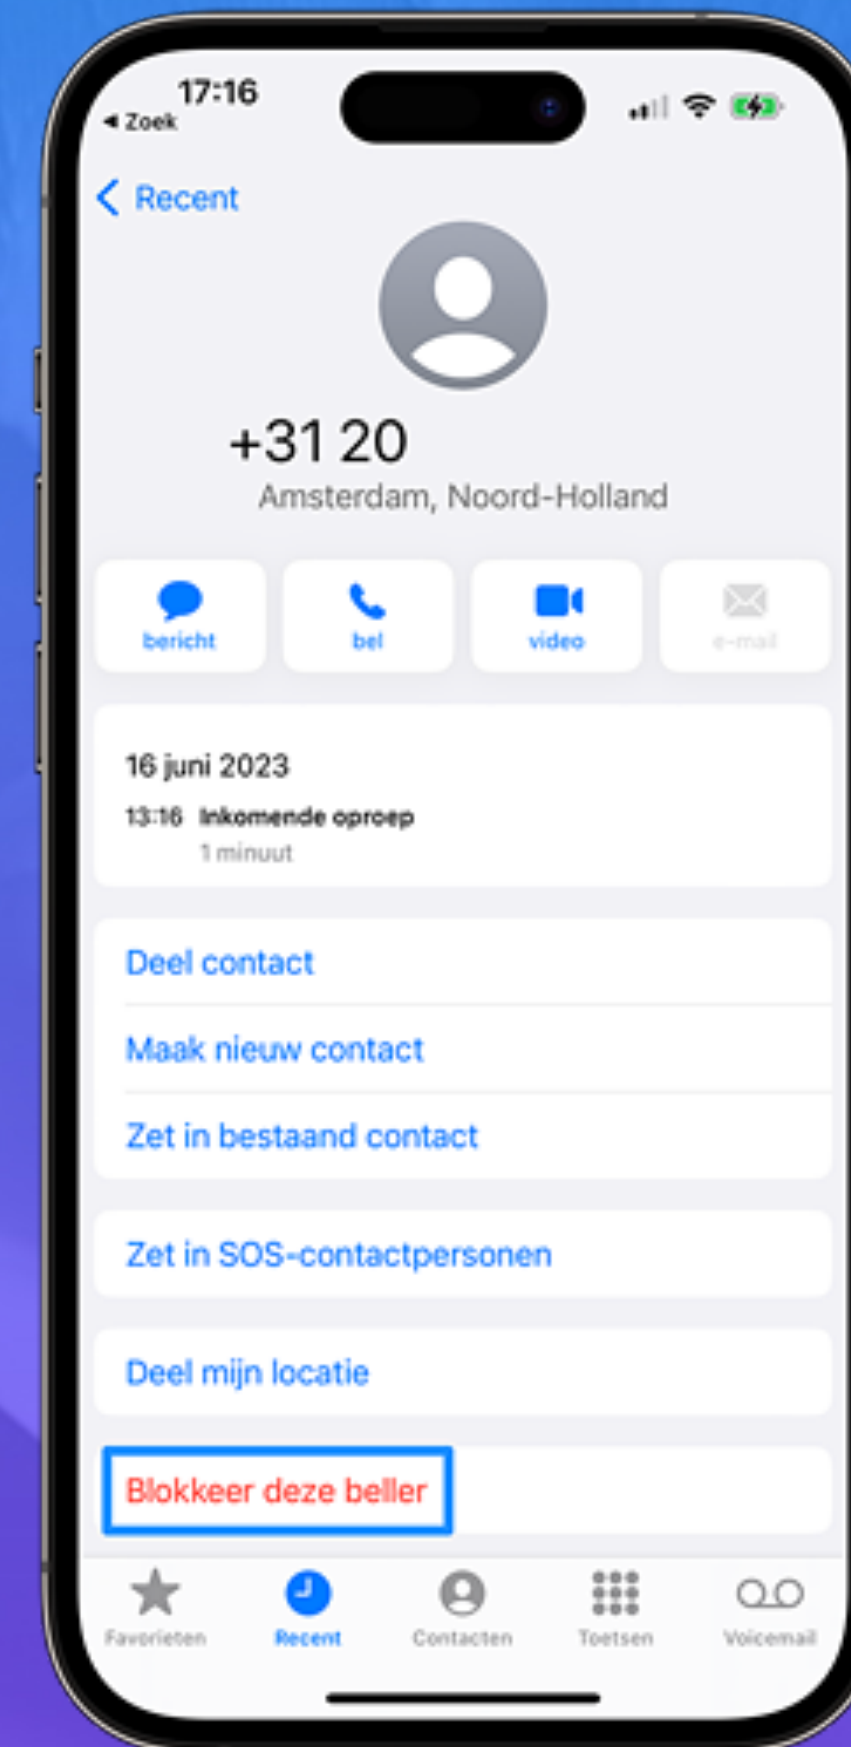 17:16
Zoek
Recent
+31 20
Amsterdam, Noord-Holland
bericht
bel
video
e-mail
16 juni 2023
13:16 Inkomende oproep
1 minuut
Deel contact
Maak nieuw contact
Zet in bestaand contact
Zet in SOS-contactpersonen
Deel mijn locatie
Blokkeer deze beller
Favorieten
Recent
Contacten
Toetsen
Voicemail